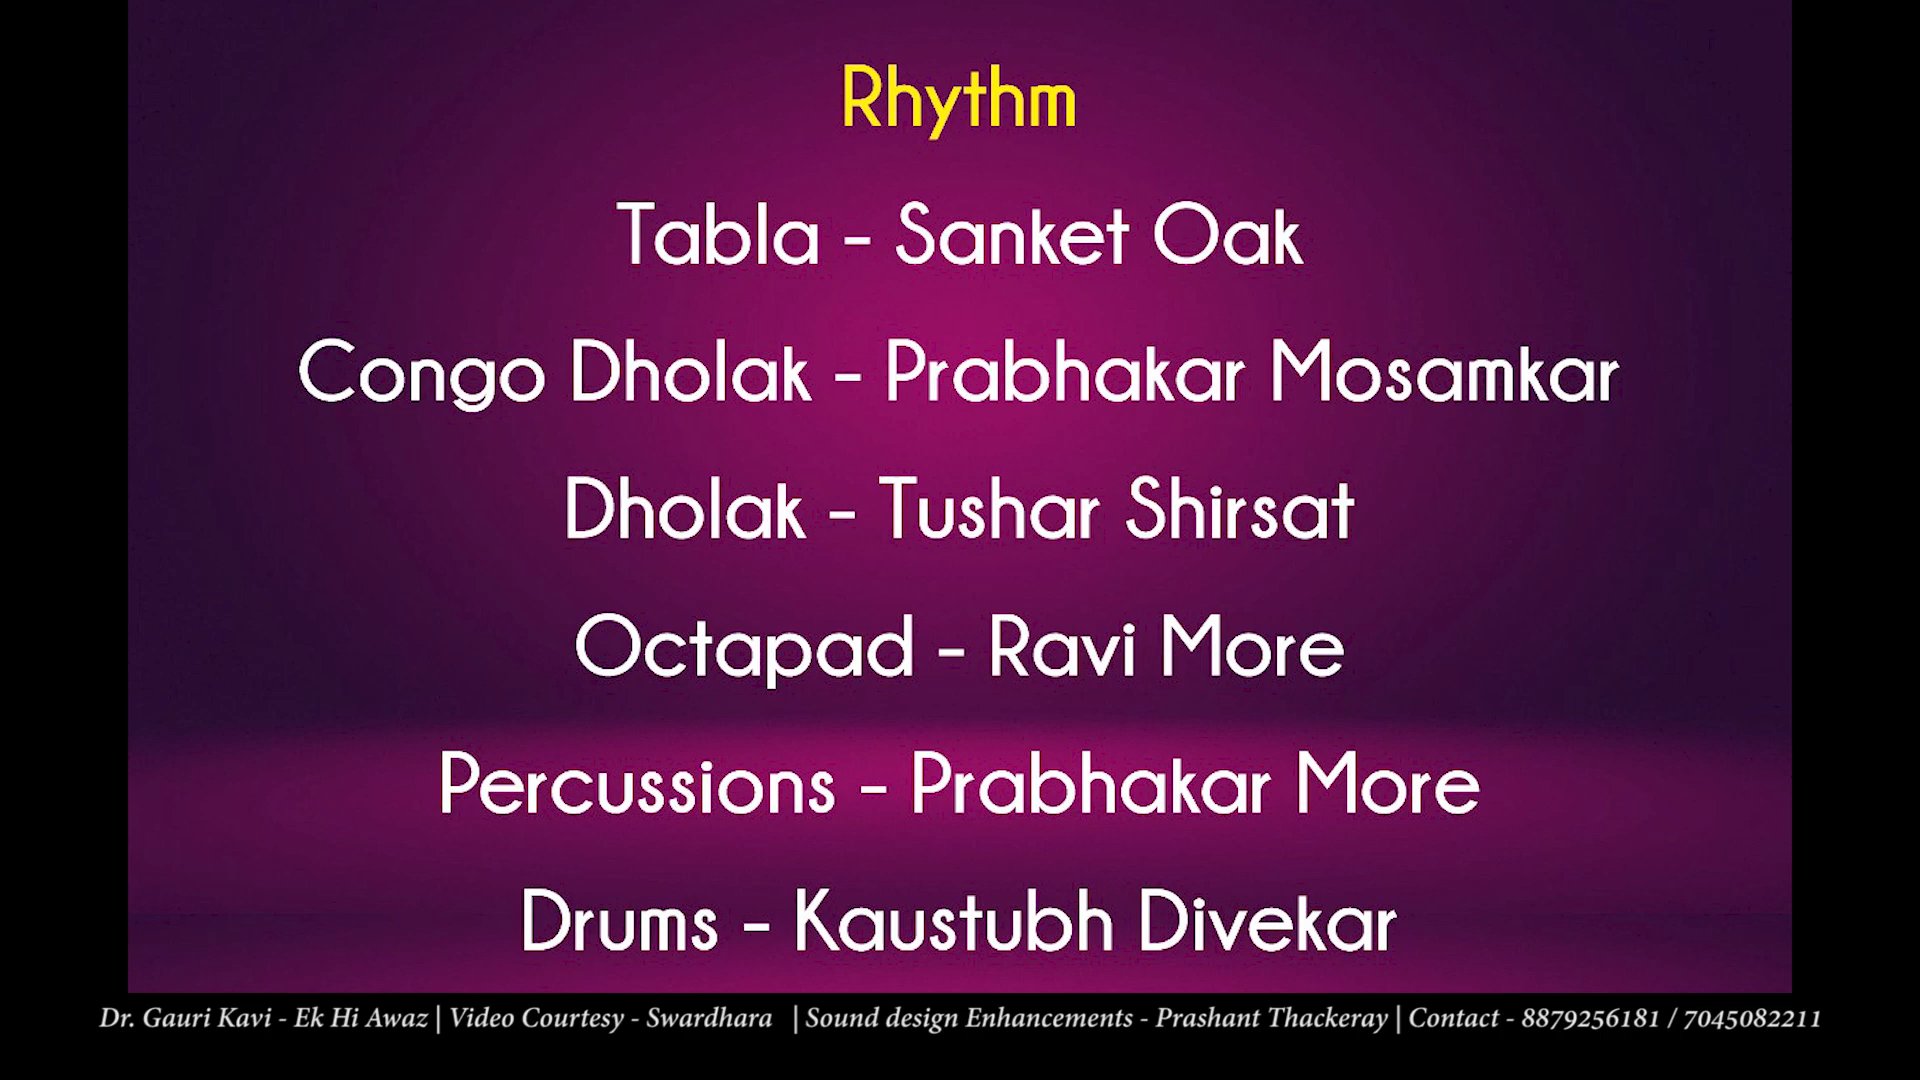 Rhythm
Tabla - Sanket Oak
Congo Dholak - Prabhakar Mosamkar
Dholak - Tushar Shirsat
Octapad - Ravi More
Percussions - Prabhakar More
Drums - Kaustubh Divekar
Dr. Gauri Kavi - Ek Hi Awaz | Video Courtesy - Swardhara | Sound design Enhancements - Prashant Thackeray | Contact - 8879256181 / 7045082211